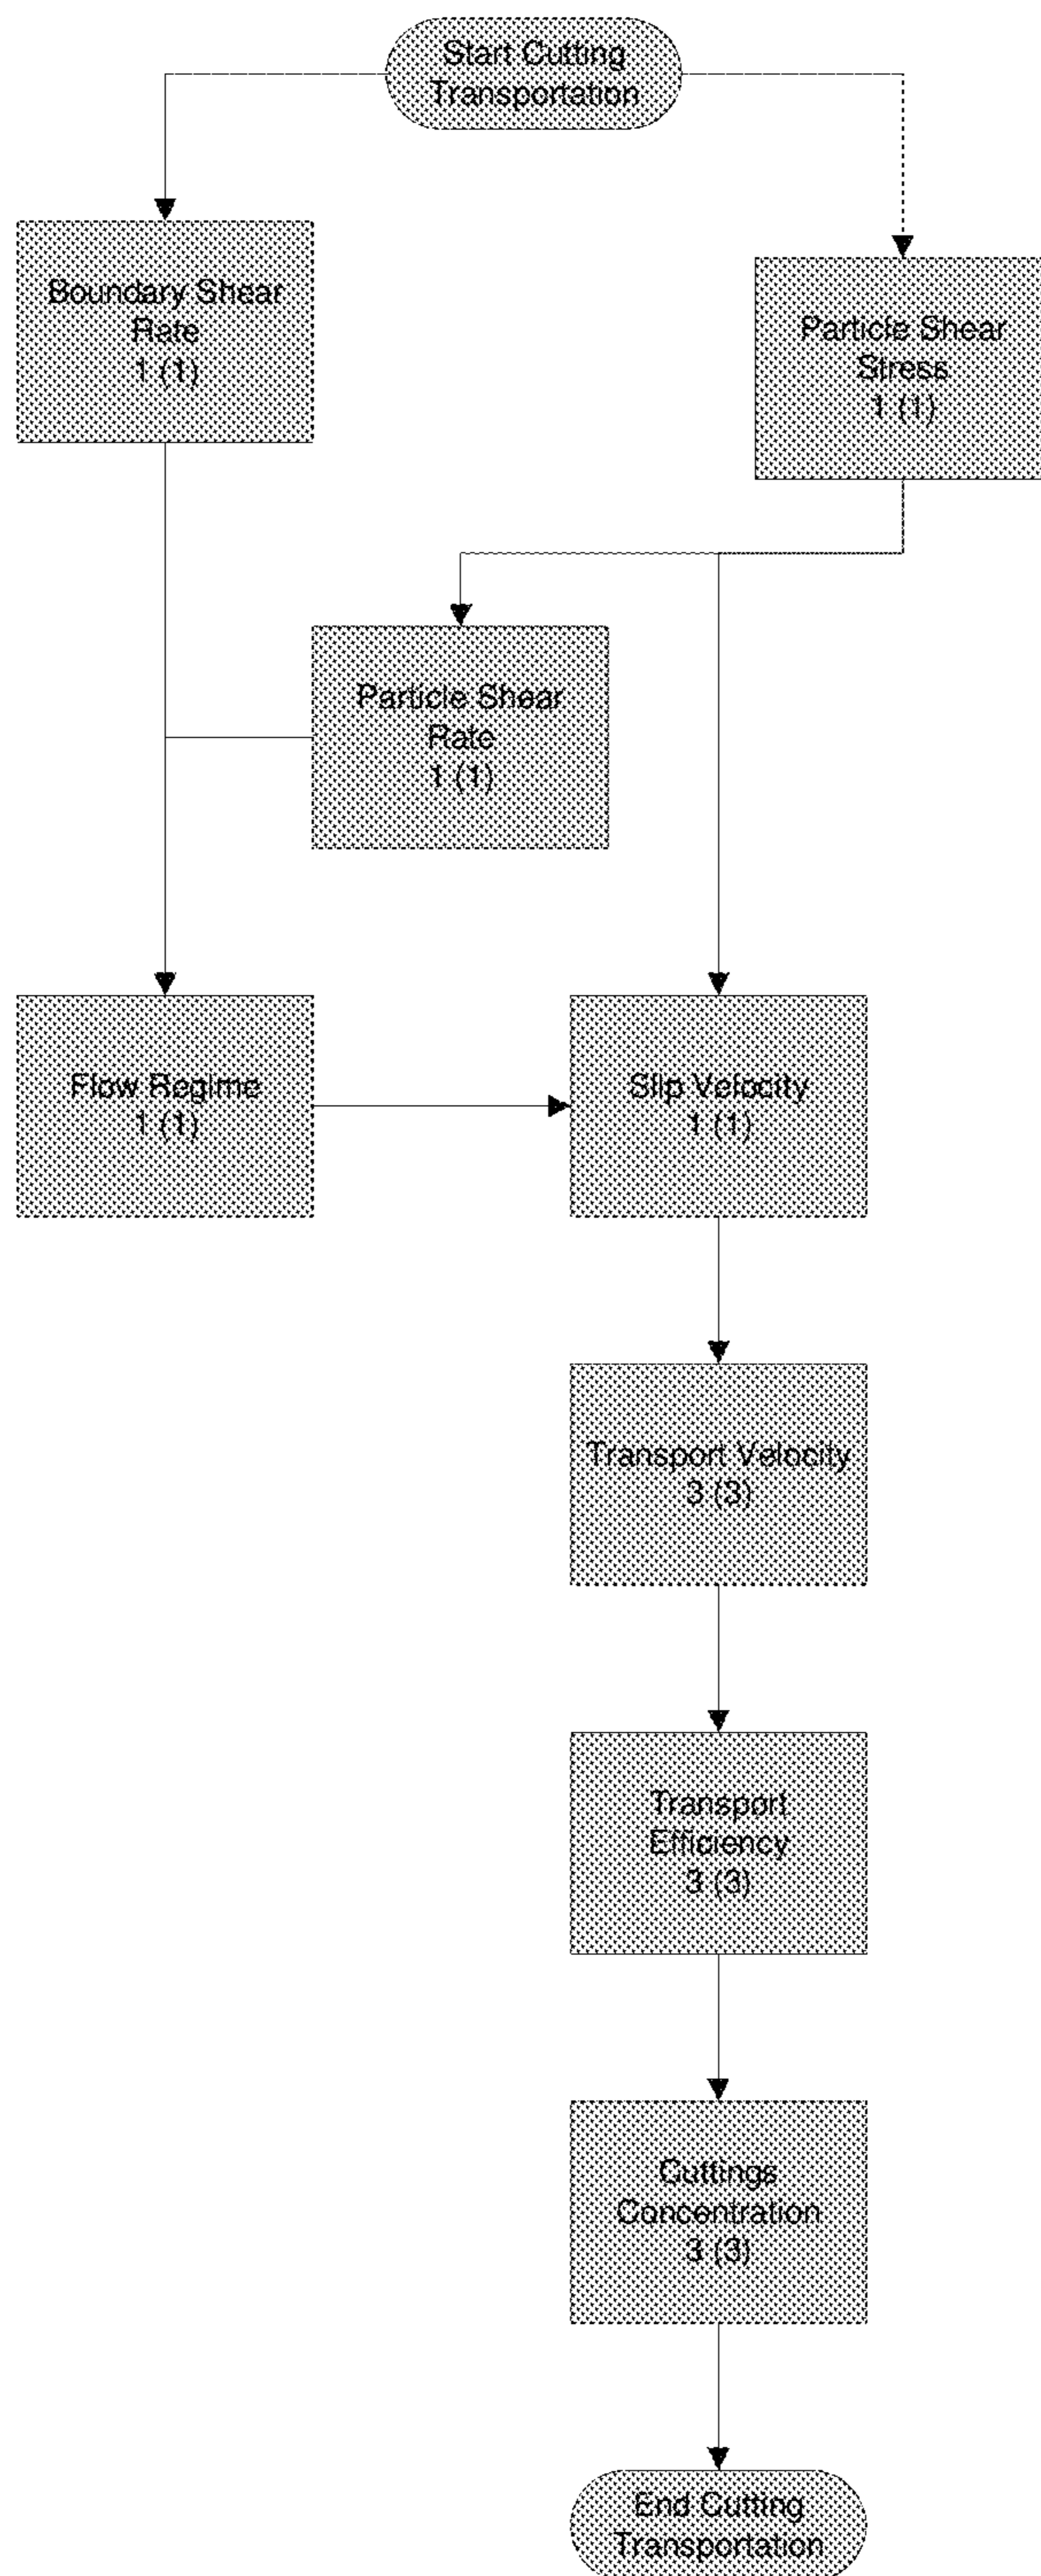 Start Cutting
Transportation
Boundary Shear
Rate
1 (1)
Particle Shear
Stress
1 (1)
Particle Shear
Rate
1 (1)
Flow Regime
1 (1)
Slip Velocity
1 (1)
Transport Velocity
3 (3)
Transport
Efficiency
3 (3)
Cuttings
Concentration
3 (3)
End Cutting
Transportation